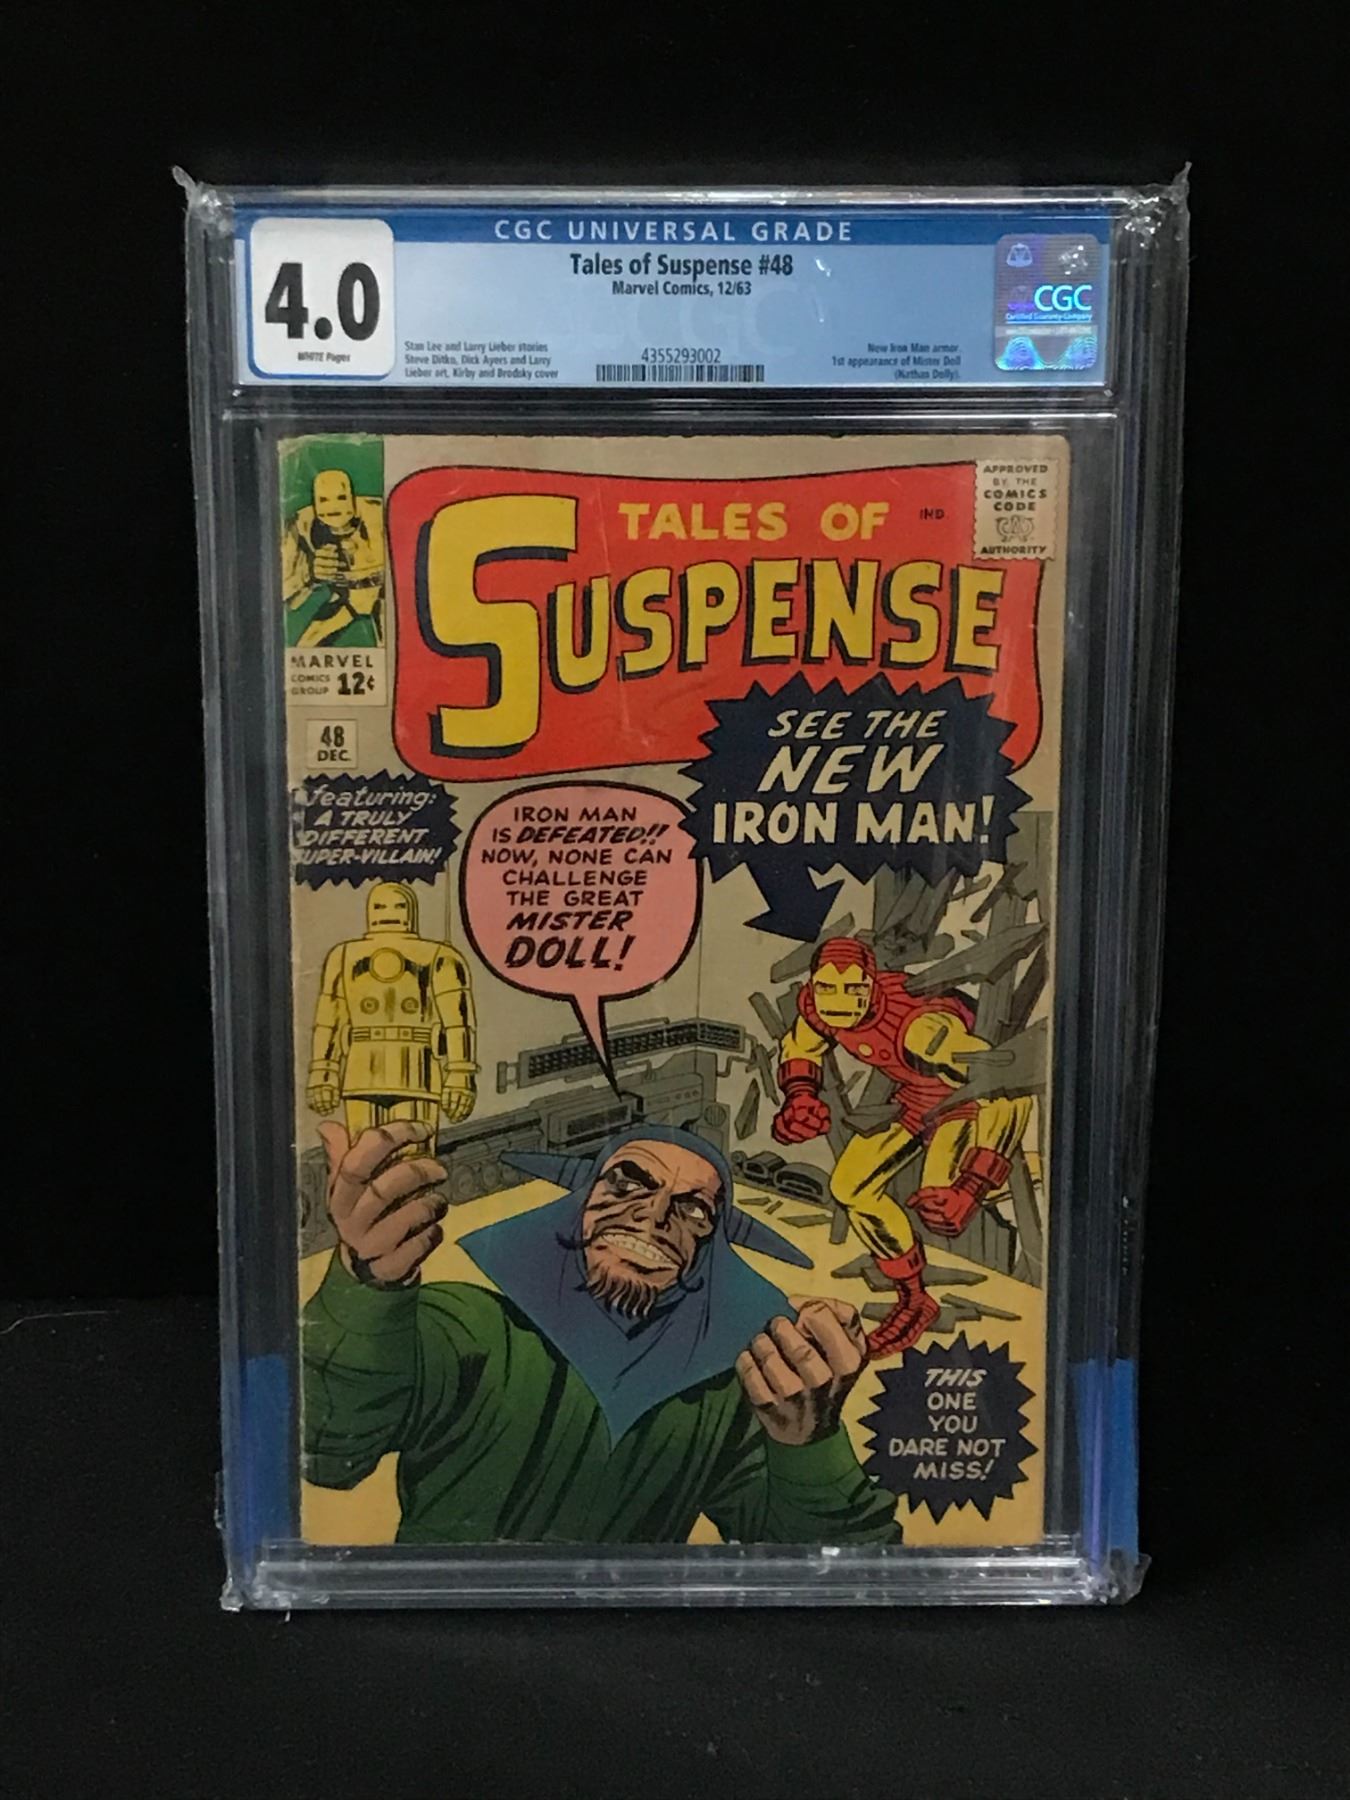 CGC UNIVERSAL GRADE
4.0
WHITE Pages
Tales of Suspense #48
Marvel Comics, 12/63
Stan Lee and Larry Lieber stories
Steve Ditko, Dick Ayers and Larry
Lieber art, Kirby and Brodsky cover
4355293002
New Iron Man armor.
1st appearance of Mister Doll
(Nathan Dolly).
CGC
Certified Guaranty Company
TALES OF
SUSPENSE
IND.
APPROVED
BY THE
COMICS
CODE
CCA
AUTHORITY
MARVEL
COMICS
GROUP
12¢
48
DEC.
SEE THE
NEW
IRON MAN!
featuring:
A TRULY
DIFFERENT
SUPER-VILLAIN!
IRON MAN
IS DEFEATED!!
NOW, NONE CAN
CHALLENGE
THE GREAT
MISTER
DOLL!
THIS
ONE
YOU
DARE NOT
MISS!